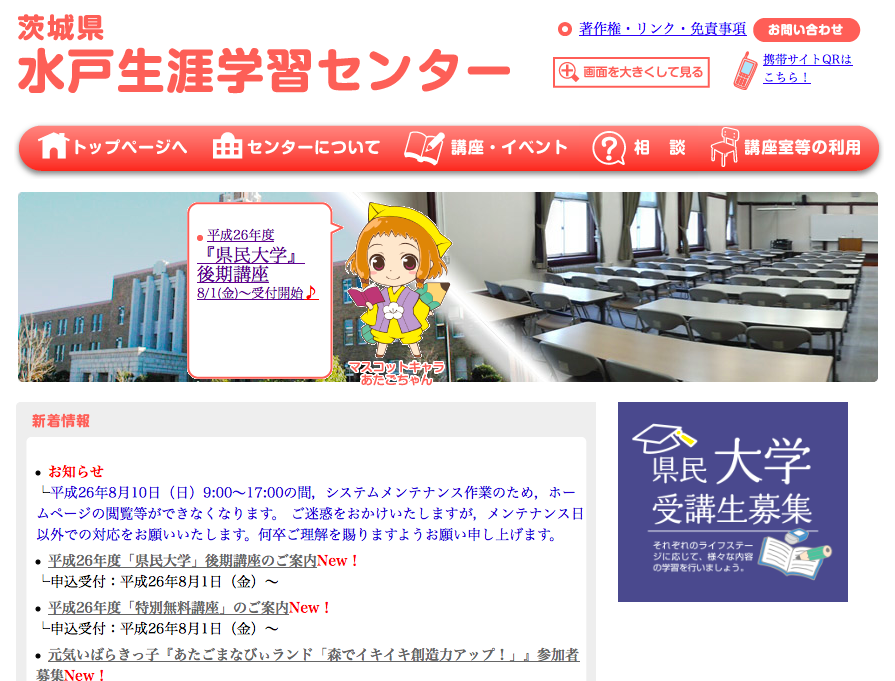 茨城県
水戸生涯学習センター
著作権・リンク・免責事項
お問い合わせ
画面を大きくして見る
携帯サイトQRは
こちら！
トップページへ
センターについて
講座・イベント
相 談
講座室等の利用
平成26年度
『県民大学』
後期講座
8/1(金)～受付開始♪
マスコットキャラ
あたごちゃん
新着情報
お知らせ
└平成26年8月10日（日）9:00～17:00の間，システムメンテナンス作業のため，ホー
ムページの閲覧等ができなくなります。 ご迷惑をおかけいたしますが，メンテナンス日
以外での対応をお願いいたします。何卒ご理解を賜りますようお願い申し上げます。
平成26年度「県民大学」後期講座のご案内New！
└申込受付：平成26年8月1日（金）～
平成26年度「特別無料講座」のご案内New！
└申込受付：平成26年8月1日（金）～
元気いばらきっ子『あたごまなびぃランド「森でイキイキ創造力アップ！」』参加者
募集New！
県民大学
受講生募集
それぞれのライフステー
ジに応じて、様々な内容
の学習を行いましょう。